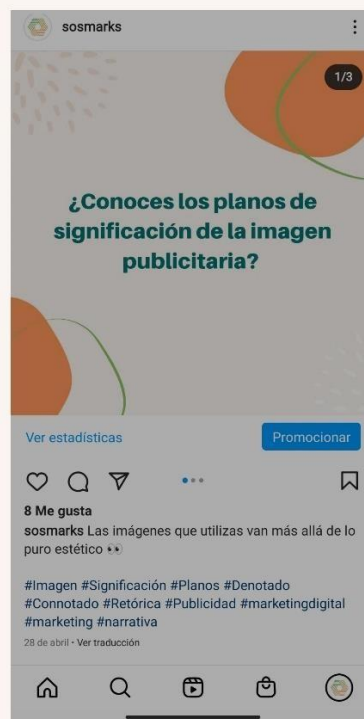 sosmarks
1/3
¿Conoces los planos de
significación de la imagen
publicitaria?
Ver estadísticas
Promocionar
8 Me gusta
sosmarks Las imágenes que utilizas van más allá de lo
puro estético 👀
#Imagen #Significación #Planos #Denotado
#Connotado #Retórica #Publicidad #marketingdigital
#marketing #narrativa
28 de abril · Ver traducción